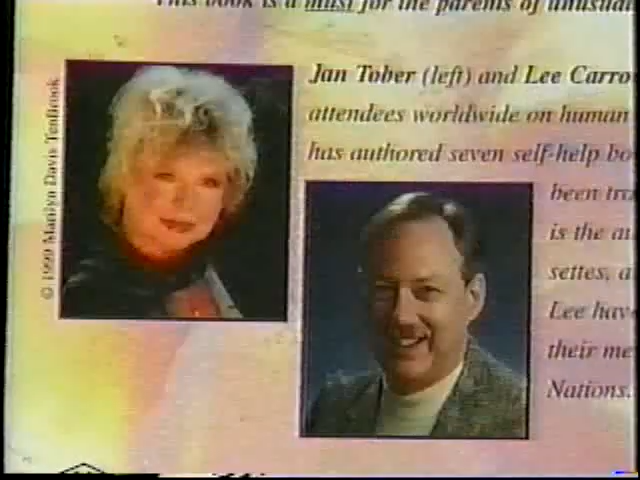 This book is a must for the parents of unusual
Jan Tober (left) and Lee Carro
attendees worldwide on human
has authored seven self-help bo
been tra
is the au
settes, a
Lee have
their me
Nations.
© 1999 Marilyn Davis TenBrook